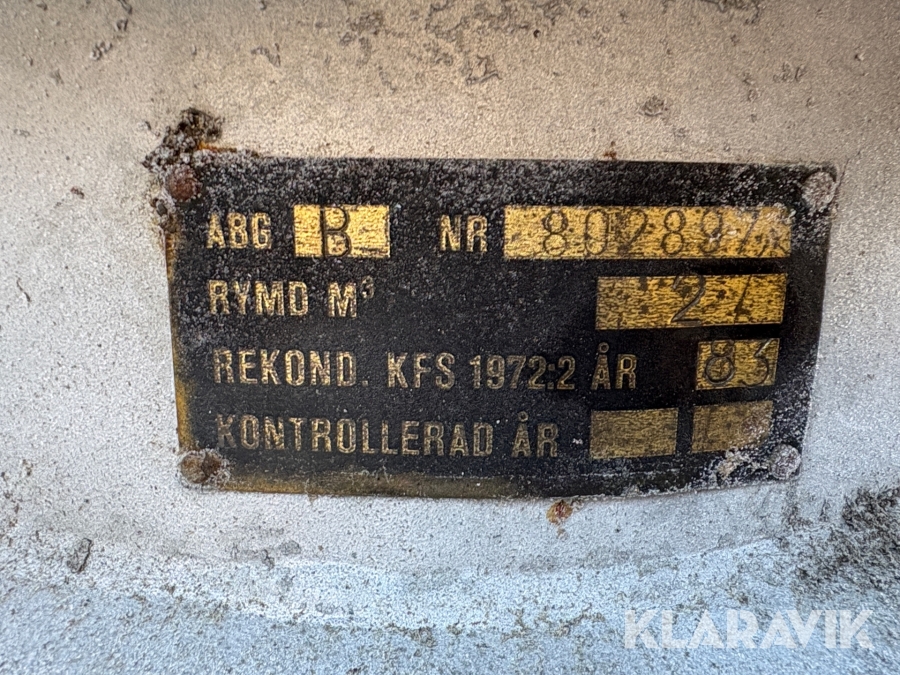 ABG B NR 802897
RYMD M³ 2
REKOND. KFS 1972:2 ÅR 83
KONTROLLERAD ÅR
KLARAVIK